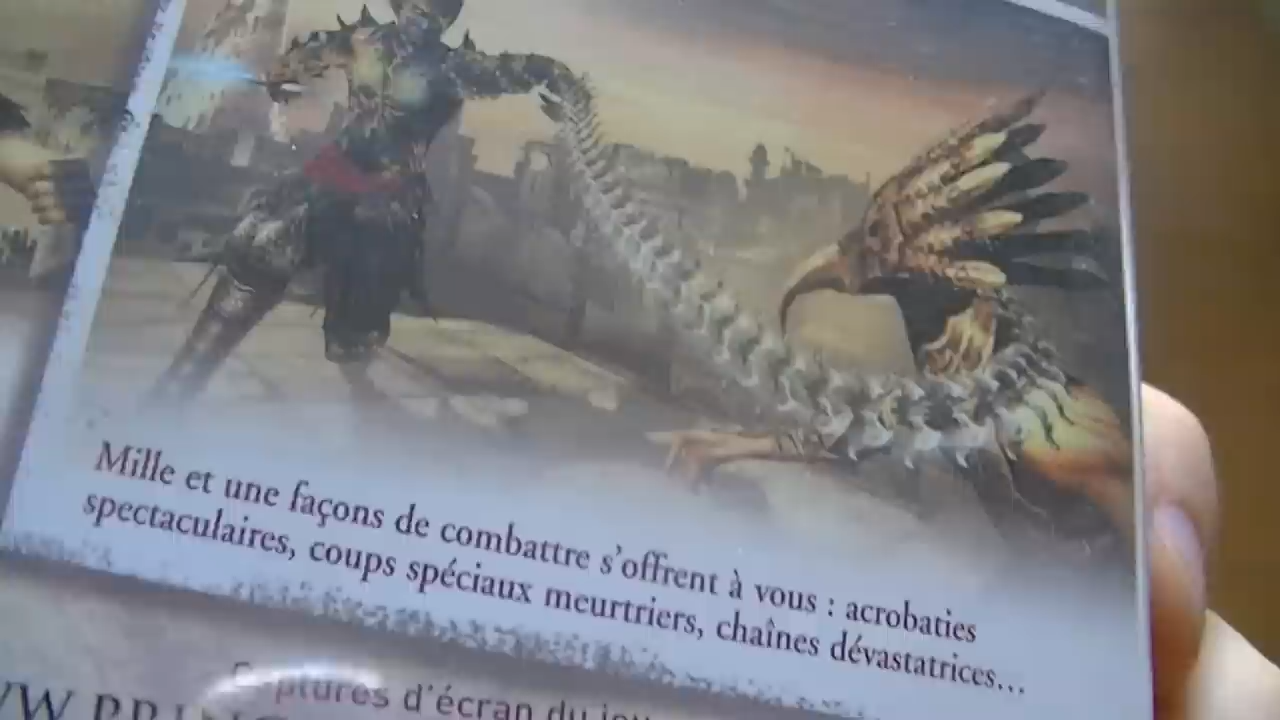 Mille et une façons de combattre s'offrent à vous : acrobaties
spectaculaires, coups spéciaux meurtriers, chaînes dévastatrices...
d'écran du